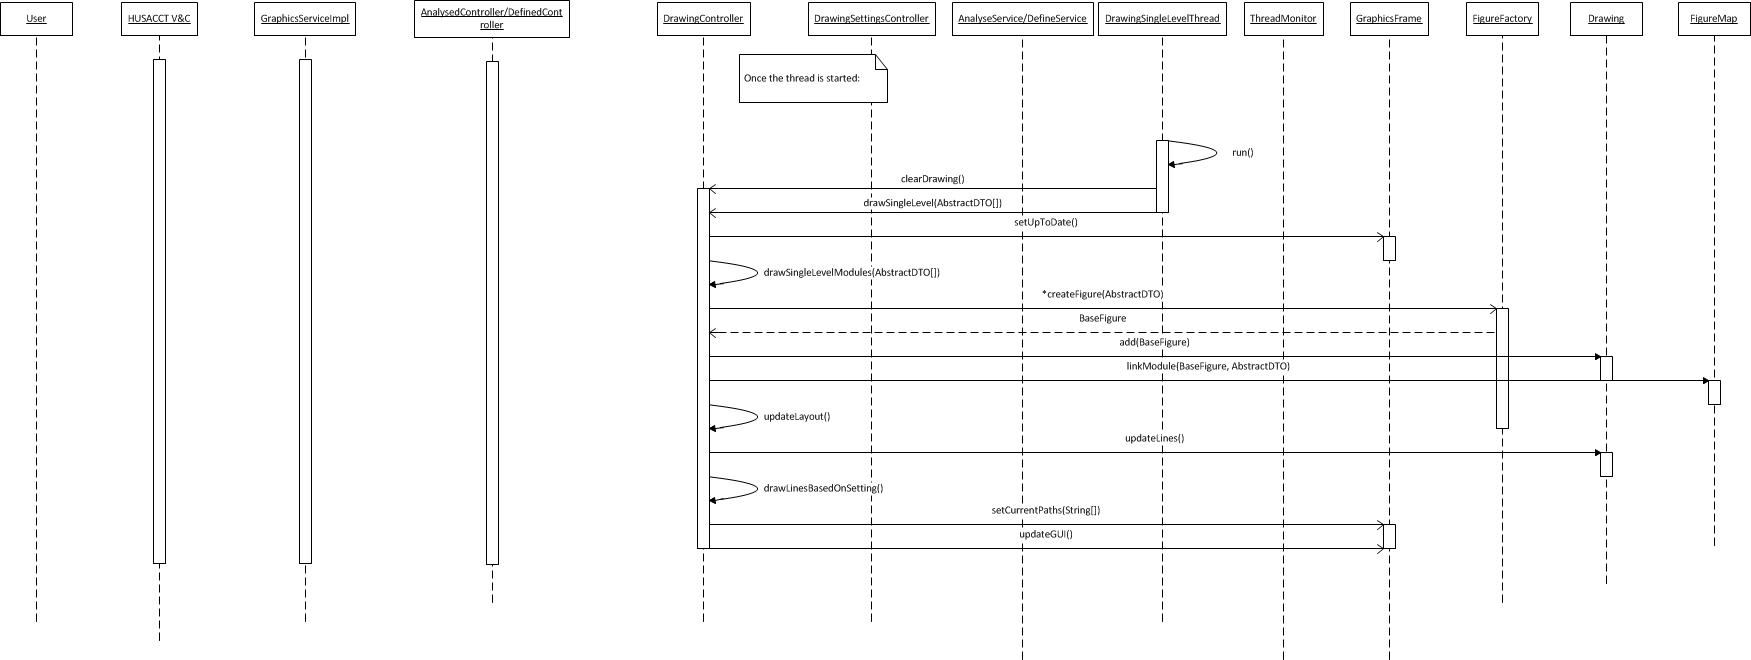 User
HUSACCT V&C
GraphicsServiceImpl
AnalysedController/DefinedCont
roller
DrawingController
DrawingSettingsController
AnalyseService/DefineService
DrawingSingleLevelThread
ThreadMonitor
GraphicsFrame
FigureFactory
Drawing
FigureMap
Once the thread is started:
run()
clearDrawing()
drawSingleLevel(AbstractDTO[])
setUpToDate()
drawSingleLevelModules(AbstractDTO[])
*createFigure(AbstractDTO)
BaseFigure
add(BaseFigure)
linkModule(BaseFigure, AbstractDTO)
updateLayout()
updateLines()
drawLinesBasedOnSetting()
setCurrentPaths(String[])
updateGUI()